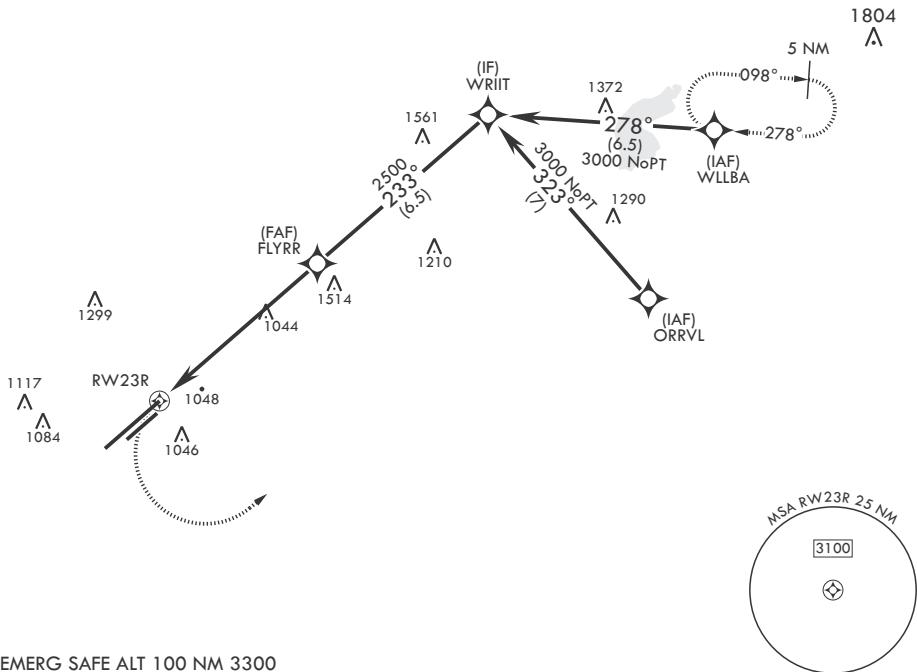 1804
5 NM
098°
278°
(IAF)
WLLBA
(IF)
WRIIT
1372
278°
(6.5)
3000 NoPT
1561
2500
233°
(6.5)
3000 NoPT
323°
(7)
1290
(FAF)
FLYRR
1210
1514
(IAF)
ORRVL
1299
1044
RW23R
1048
1117
1084
1046
MSA RW23R 25 NM
3100
EMERG SAFE ALT 100 NM 3300